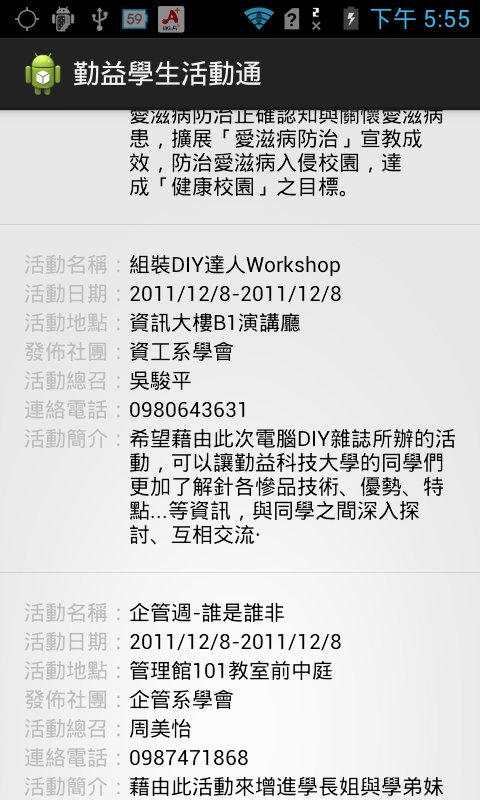 59
下午 5:55
勤益學生活動通
愛滋病防治正確認知與關懷愛滋病
患，擴展「愛滋病防治」宣教成
效，防治愛滋病入侵校園，達
成「健康校園」之目標。
活動名稱：組裝DIY達人Workshop
活動日期：2011/12/8-2011/12/8
活動地點：資訊大樓B1演講廳
發佈社團：資工系學會
活動總召：吳駿平
連絡電話：0980643631
活動簡介：希望藉由此次電腦DIY雜誌所辦的活
動，可以讓勤益科技大學的同學們
更加了解針各慘品技術、優勢、特
點...等資訊，與同學之間深入探
討、互相交流·
活動名稱：企管週-誰是誰非
活動日期：2011/12/8-2011/12/8
活動地點：管理館101教室前中庭
發佈社團：企管系學會
活動總召：周美怡
連絡電話：0987471868
活動簡介：藉由此活動來增進學長姐與學弟妹